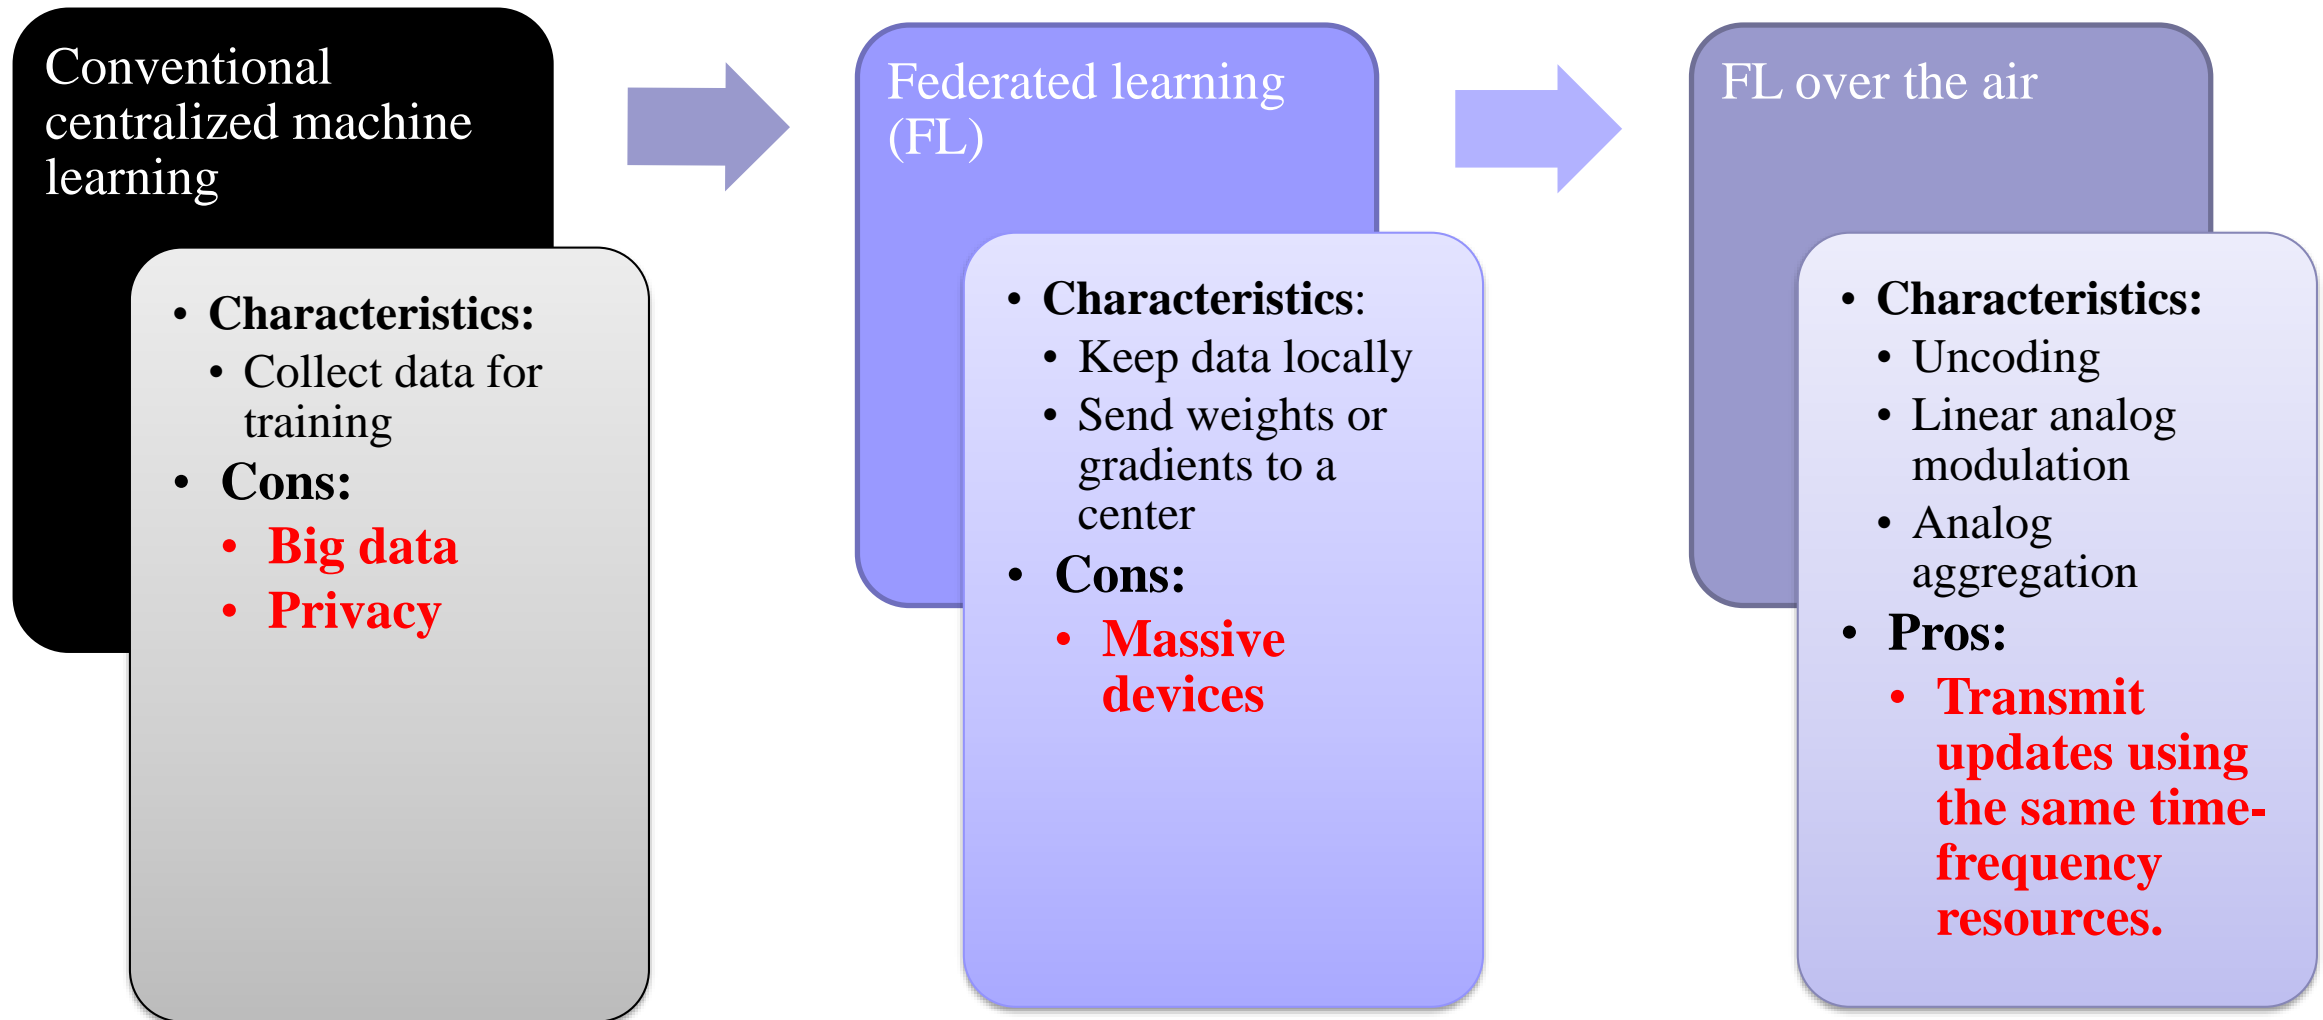 Conventional
centralized machine
learning
• Characteristics:
• Collect data for
training
• Cons:
• Big data
• Privacy
Federated learning
(FL)
• Characteristics:
• Keep data locally
• Send weights or
gradients to a
center
• Cons:
• Massive
devices
FL over the air
• Characteristics:
• Uncoding
• Linear analog
modulation
• Analog
aggregation
• Pros:
• Transmit
updates using
the same time-
frequency
resources.